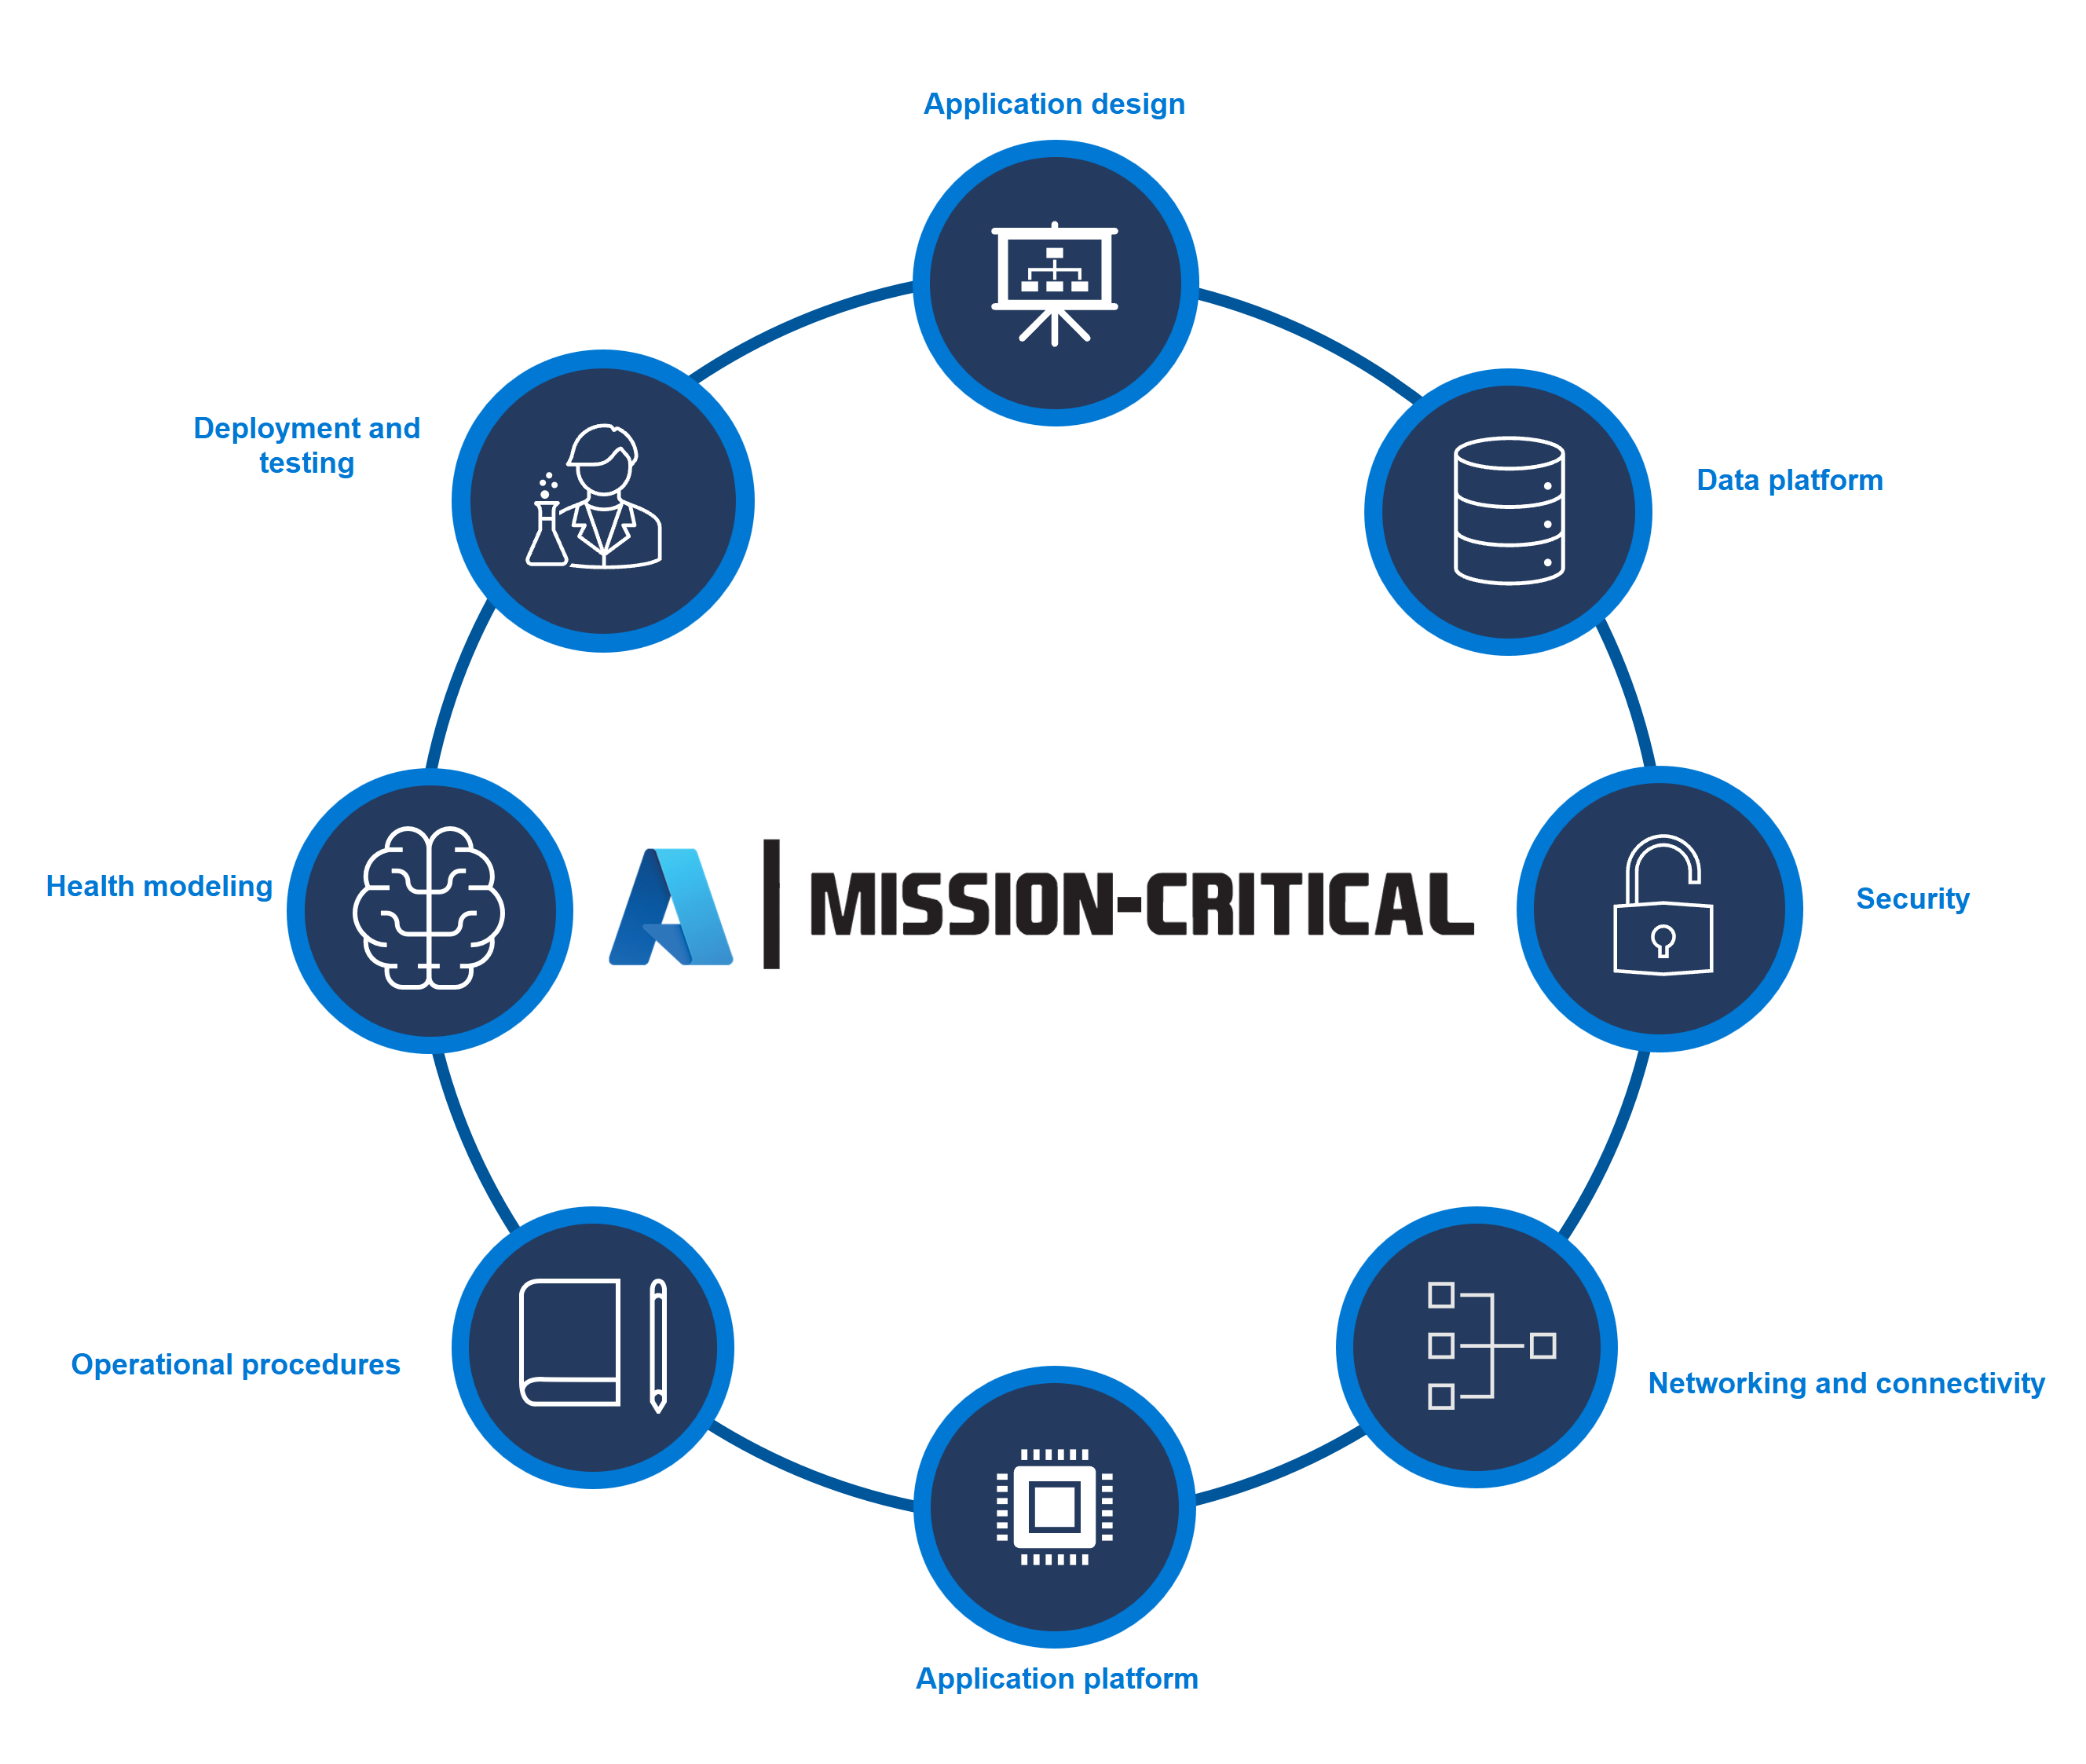 Application design
Deployment and
testing
Data platform
Health modeling
MISSION-CRITICAL
Security
Operational procedures
Networking and connectivity
Application platform